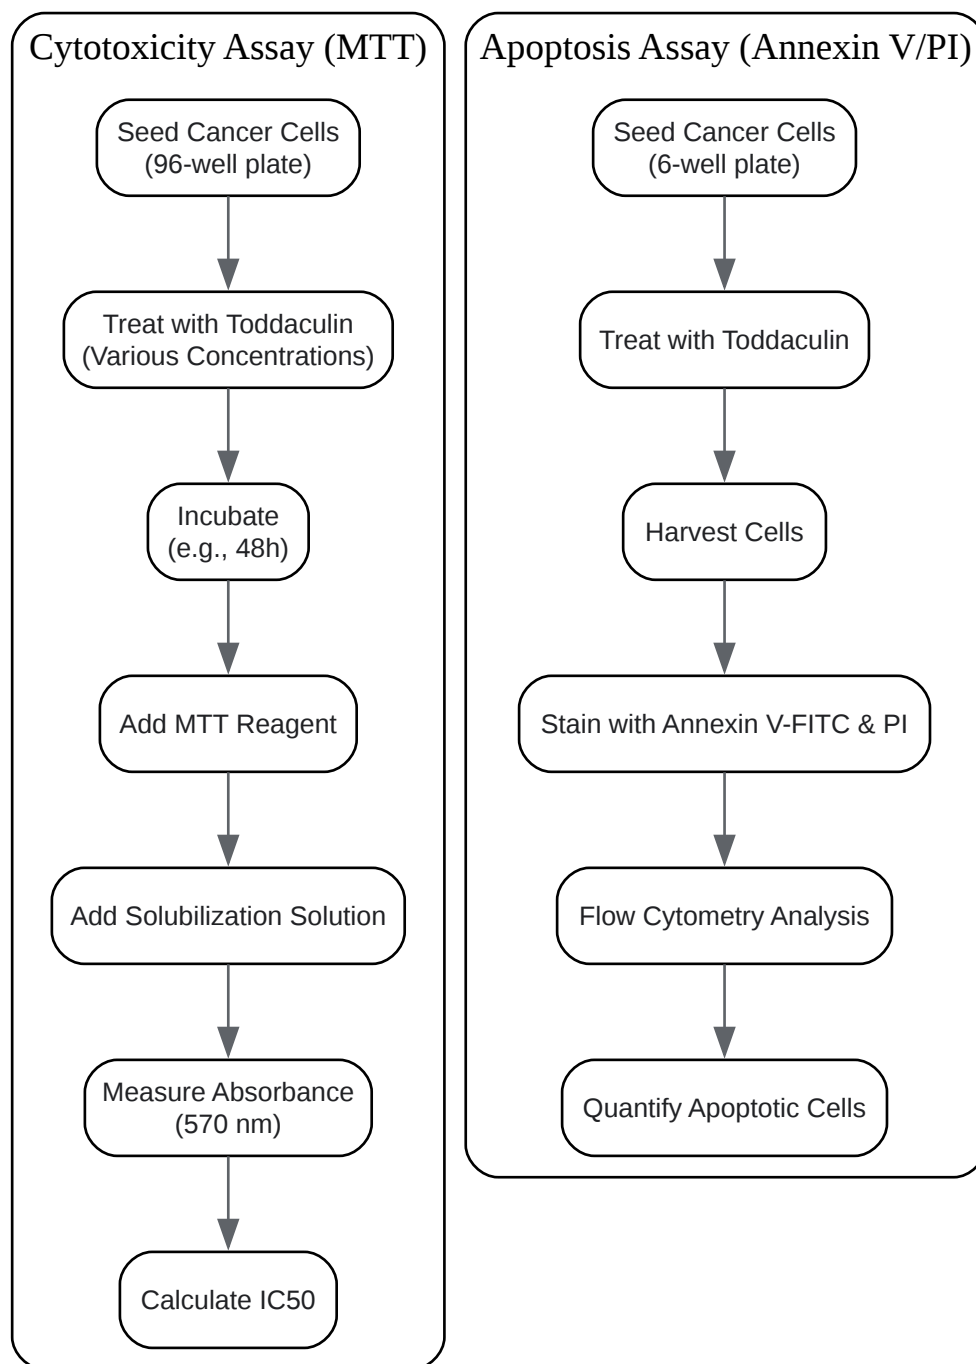 Cytotoxicity Assay (MTT)
Seed Cancer Cells
(96-well plate)
Treat with Toddaculin
(Various Concentrations)
Incubate
(e.g., 48h)
Add MTT Reagent
Add Solubilization Solution
Measure Absorbance
(570 nm)
Calculate IC50
Apoptosis Assay (Annexin V/PI)
Seed Cancer Cells
(6-well plate)
Treat with Toddaculin
Harvest Cells
Stain with Annexin V-FITC & PI
Flow Cytometry Analysis
Quantify Apoptotic Cells